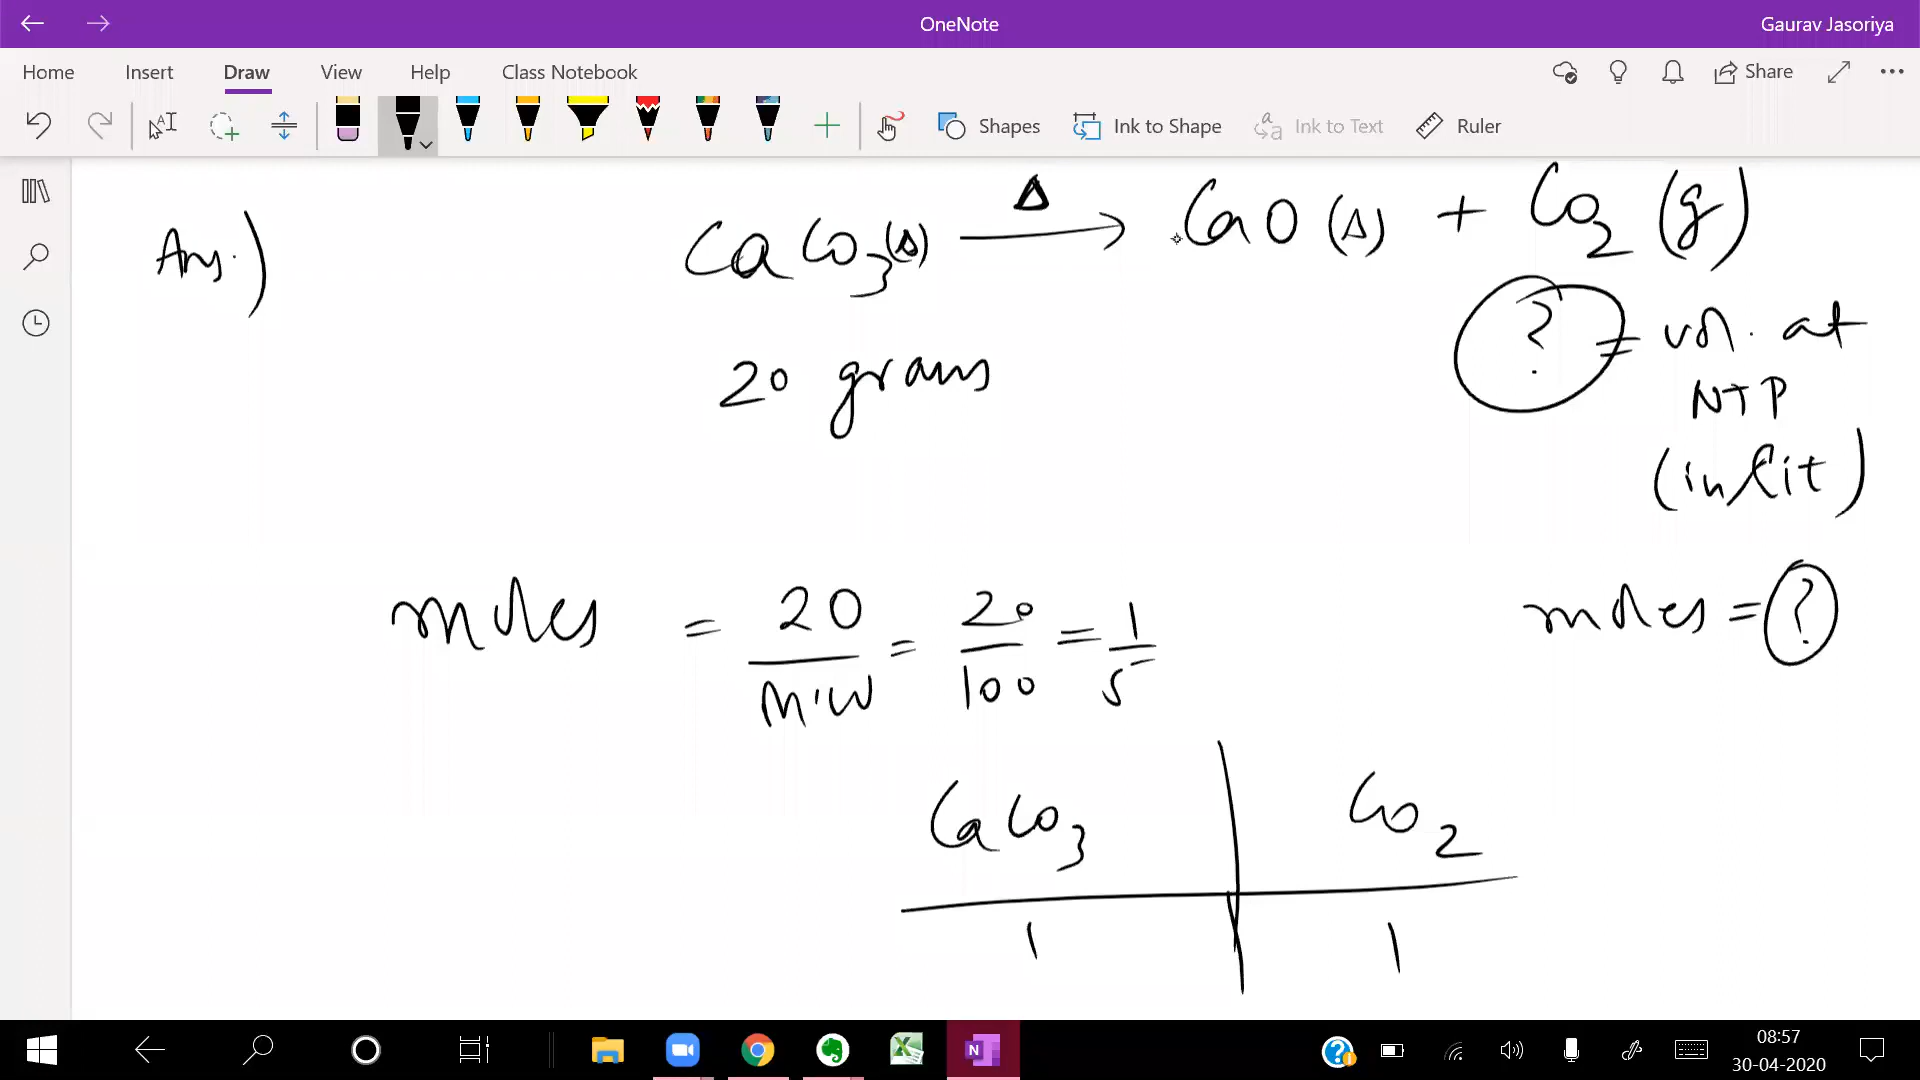 OneNote
Gaurav Jasoriya
Home Insert Draw View Help Class Notebook Share
Shapes Ink to Shape Ink to Text Ruler
Ans.) CaCO3(s) Δ→ CaO(s) + CO2(g)
20 grams ? = vol. at
NTP
(in lit)
moles = 20/M.W = 20/100 = 1/5 moles = ?
CaCO3 | CO2
1 | 1
08:57
30-04-2020